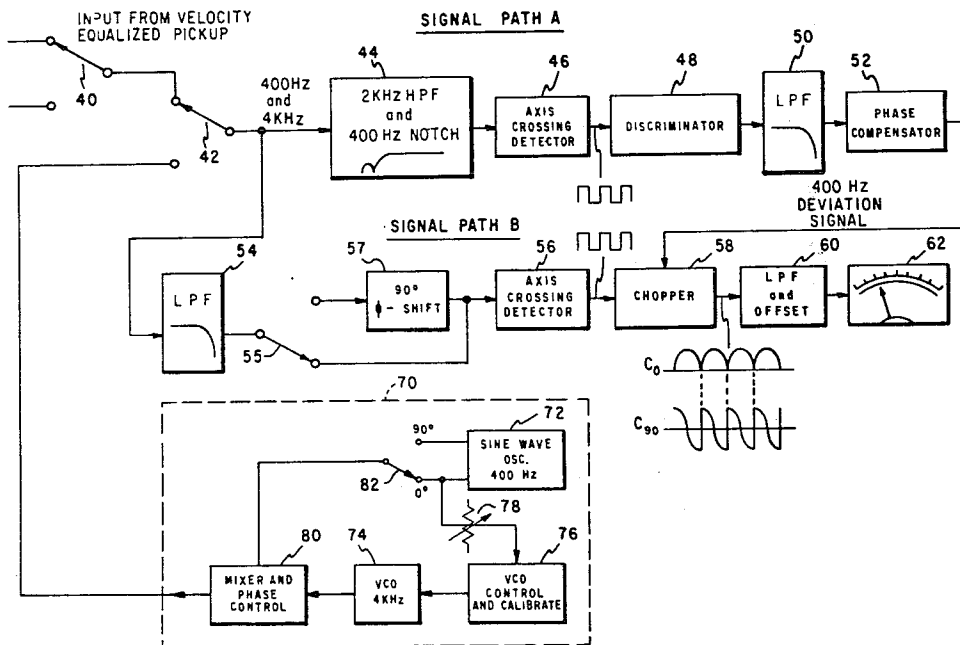 INPUT FROM VELOCITY
EQUALIZED PICKUP
SIGNAL PATH A
40
42
400Hz
and
4KHz
44
2KHz HPF
and
400 Hz NOTCH
46
AXIS
CROSSING
DETECTOR
48
DISCRIMINATOR
50
LPF
52
PHASE
COMPENSATOR
400 Hz
DEVIATION
SIGNAL
SIGNAL PATH B
54
LPF
55
57
90°
ϕ - SHIFT
56
AXIS
CROSSING
DETECTOR
58
CHOPPER
60
LPF
and
OFFSET
62
C0
C90
70
72
SINE WAVE
OSC.
400 Hz
90°
82
0°
78
80
MIXER AND
PHASE
CONTROL
74
VCO
4KHz
76
VCO
CONTROL
AND CALIBRATE